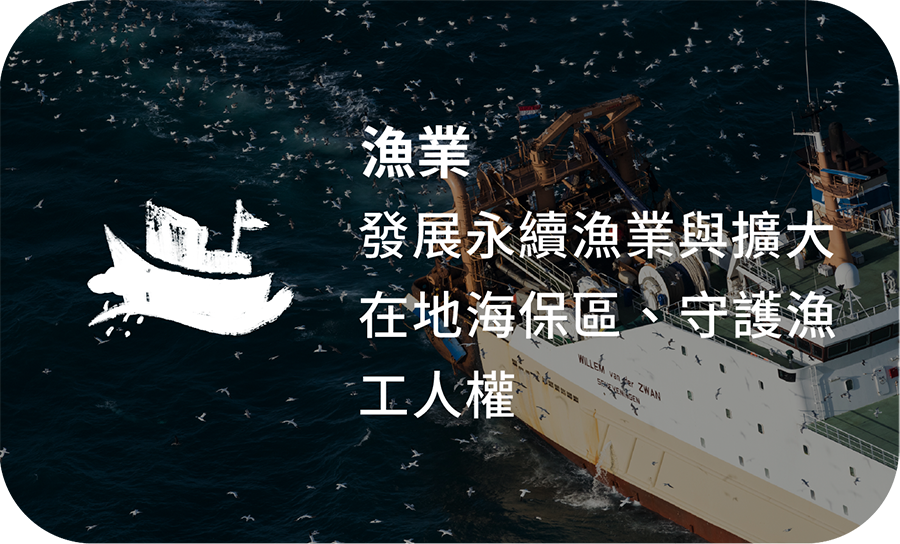 漁業
發展永續漁業與擴大
在地海保區、守護漁
工人權
WILLEM van der ZWAN
SCHEVENINGEN